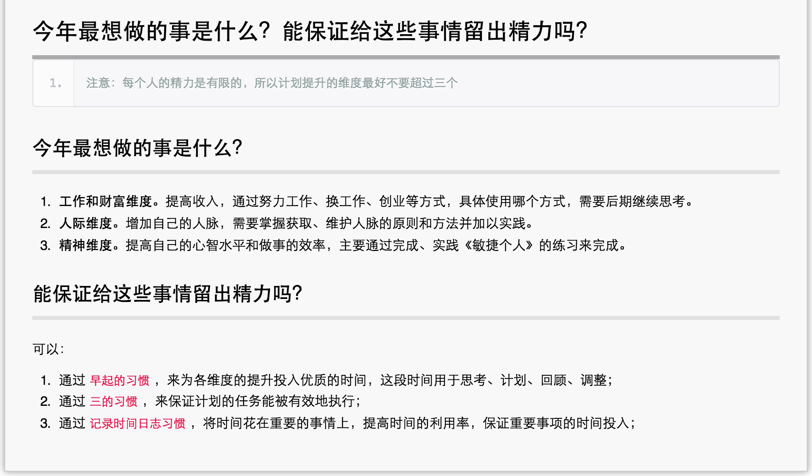 今年最想做的事是什么？能保证给这些事情留出精力吗？
1. 注意：每个人的精力是有限的，所以计划提升的维度最好不要超过三个
今年最想做的事是什么？
1. 工作和财富维度。提高收入，通过努力工作、换工作、创业等方式，具体使用哪个方式，需要后期继续思考。
2. 人际维度。增加自己的人脉，需要掌握获取、维护人脉的原则和方法并加以实践。
3. 精神维度。提高自己的心智水平和做事的效率，主要通过完成、实践《敏捷个人》的练习来完成。
能保证给这些事情留出精力吗？
可以：
1. 通过 早起的习惯 ，来为各维度的提升投入优质的时间，这段时间用于思考、计划、回顾、调整；
2. 通过 三的习惯 ，来保证计划的任务能被有效地执行；
3. 通过 记录时间日志习惯 ，将时间花在重要的事情上，提高时间的利用率，保证重要事项的时间投入；